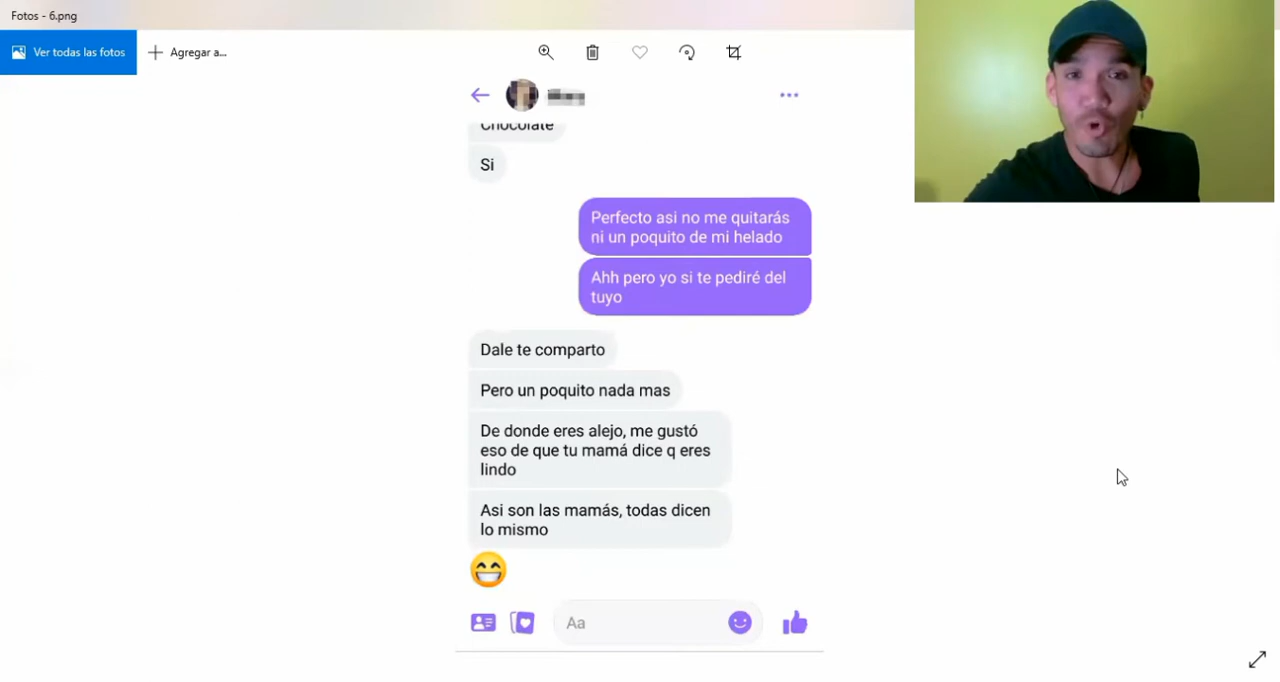 Fotos - 6.png
Ver todas las fotos
Agregar a...
Chocolate
Si
Perfecto asi no me quitarás
ni un poquito de mi helado
Ahh pero yo si te pediré del
tuyo
Dale te comparto
Pero un poquito nada mas
De donde eres alejo, me gustó
eso de que tu mamá dice q eres
lindo
Asi son las mamás, todas dicen
lo mismo
Aa